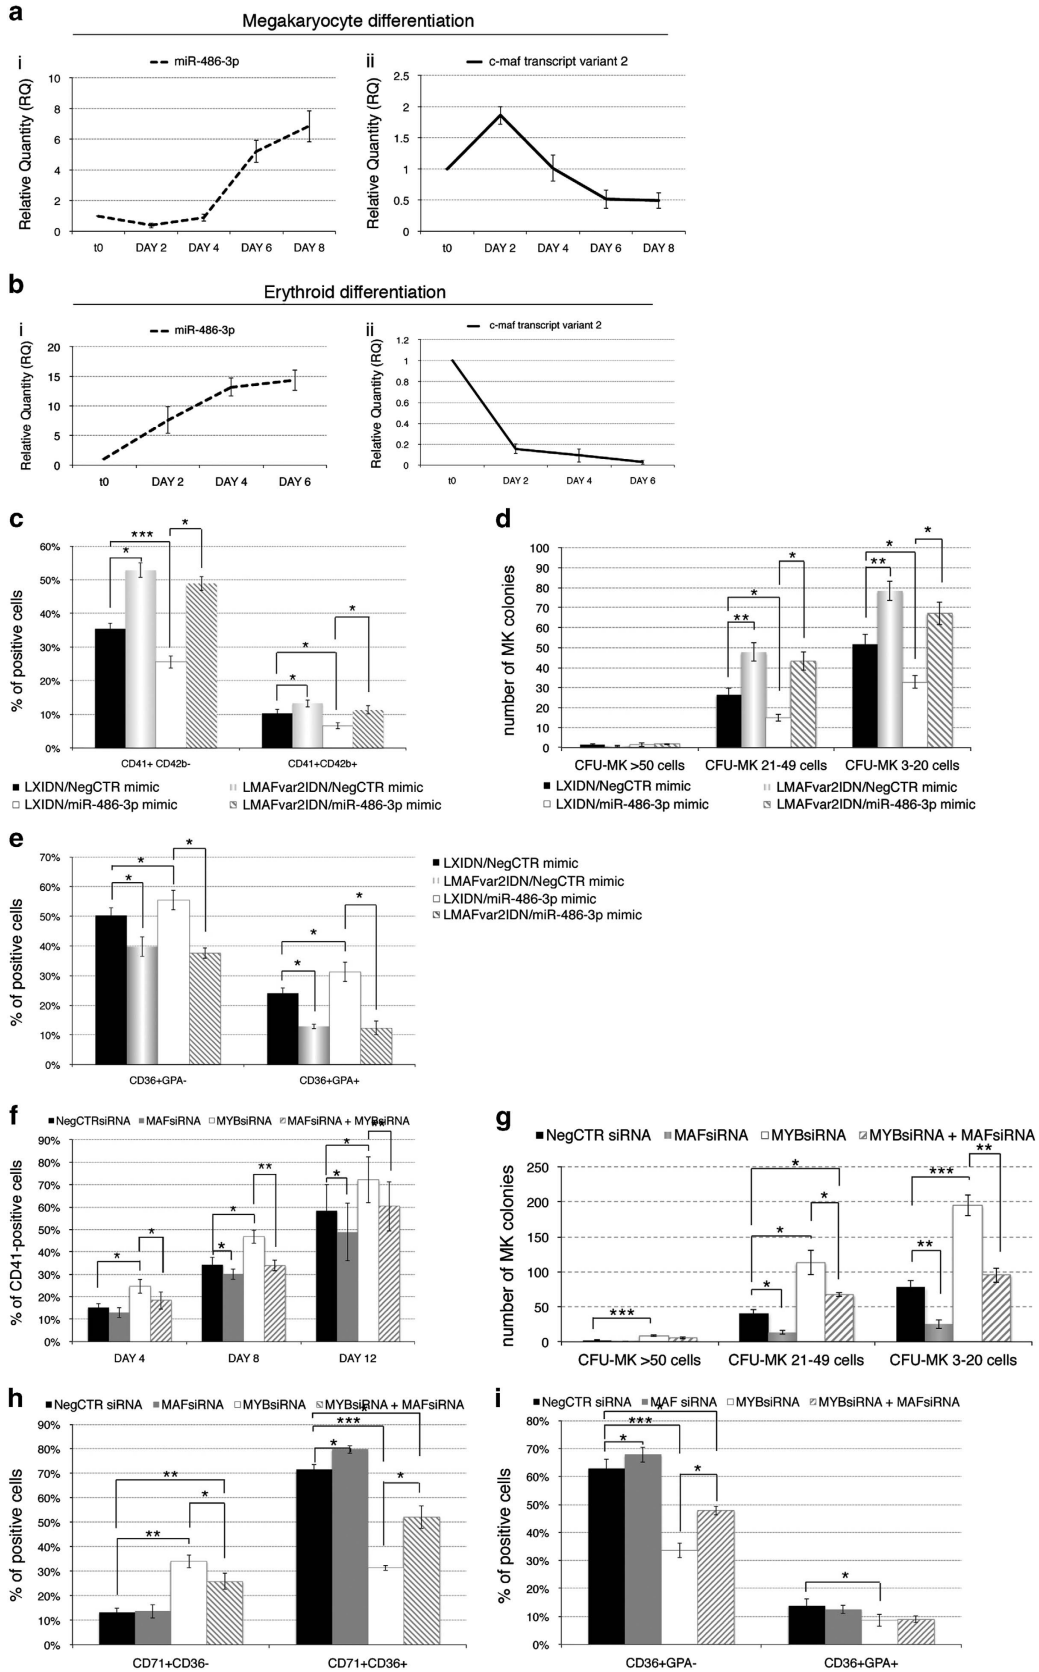 a
Megakaryocyte differentiation
i
miR-486-3p
Relative Quantity (RQ)
10
8
6
4
2
0
t0 DAY 2 DAY 4 DAY 6 DAY 8
ii
c-maf transcript variant 2
Relative Quantity (RQ)
2.5
2
1.5
1
0.5
0
t0 DAY 2 DAY 4 DAY 6 DAY 8
b
Erythroid differentiation
i
miR-486-3p
Relative Quantity (RQ)
20
15
10
5
0
t0 DAY 2 DAY 4 DAY 6
ii
c-maf transcript variant 2
Relative Quantity (RQ)
1.2
1
0.8
0.6
0.4
0.2
0
t0 DAY 2 DAY 4 DAY 6
c
% of positive cells
60%
50%
40%
30%
20%
10%
0%
*** * *
* * *
CD41+ CD42b- CD41+CD42b+
LXIDN/NegCTR mimic LMAFvar2IDN/NegCTR mimic
LXIDN/miR-486-3p mimic LMAFvar2IDN/miR-486-3p mimic
d
number of MK colonies
100
90
80
70
60
50
40
30
20
10
0
** * *
** * *
CFU-MK >50 cells CFU-MK 21-49 cells CFU-MK 3-20 cells
LXIDN/NegCTR mimic LMAFvar2IDN/NegCTR mimic
LXIDN/miR-486-3p mimic LMAFvar2IDN/miR-486-3p mimic
e
% of positive cells
70%
60%
50%
40%
30%
20%
10%
0%
* * *
* * *
CD36+GPA- CD36+GPA+
LXIDN/NegCTR mimic
LMAFvar2IDN/NegCTR mimic
LXIDN/miR-486-3p mimic
LMAFvar2IDN/miR-486-3p mimic
f
NegCTRsiRNA MAFsiRNA MYBsiRNA MAFsiRNA + MYBsiRNA
% of CD41-positive cells
90%
80%
70%
60%
50%
40%
30%
20%
10%
0%
* *
* * **
* * **
DAY 4 DAY 8 DAY 12
g
NegCTR siRNA MAFsiRNA MYBsiRNA MYBsiRNA + MAFsiRNA
number of MK colonies
250
200
150
100
50
0
***
* * * *
** *** **
CFU-MK >50 cells CFU-MK 21-49 cells CFU-MK 3-20 cells
h
NegCTR siRNA MAFsiRNA MYBsiRNA MYBsiRNA + MAFsiRNA
% of positive cells
90%
80%
70%
60%
50%
40%
30%
20%
10%
0%
** ** *
* *** * *
CD71+CD36- CD71+CD36+
i
NegCTR siRNA MAF siRNA MYBsiRNA MYBsiRNA + MAFsiRNA
% of positive cells
80%
70%
60%
50%
40%
30%
20%
10%
0%
* *** * *
*
CD36+GPA- CD36+GPA+